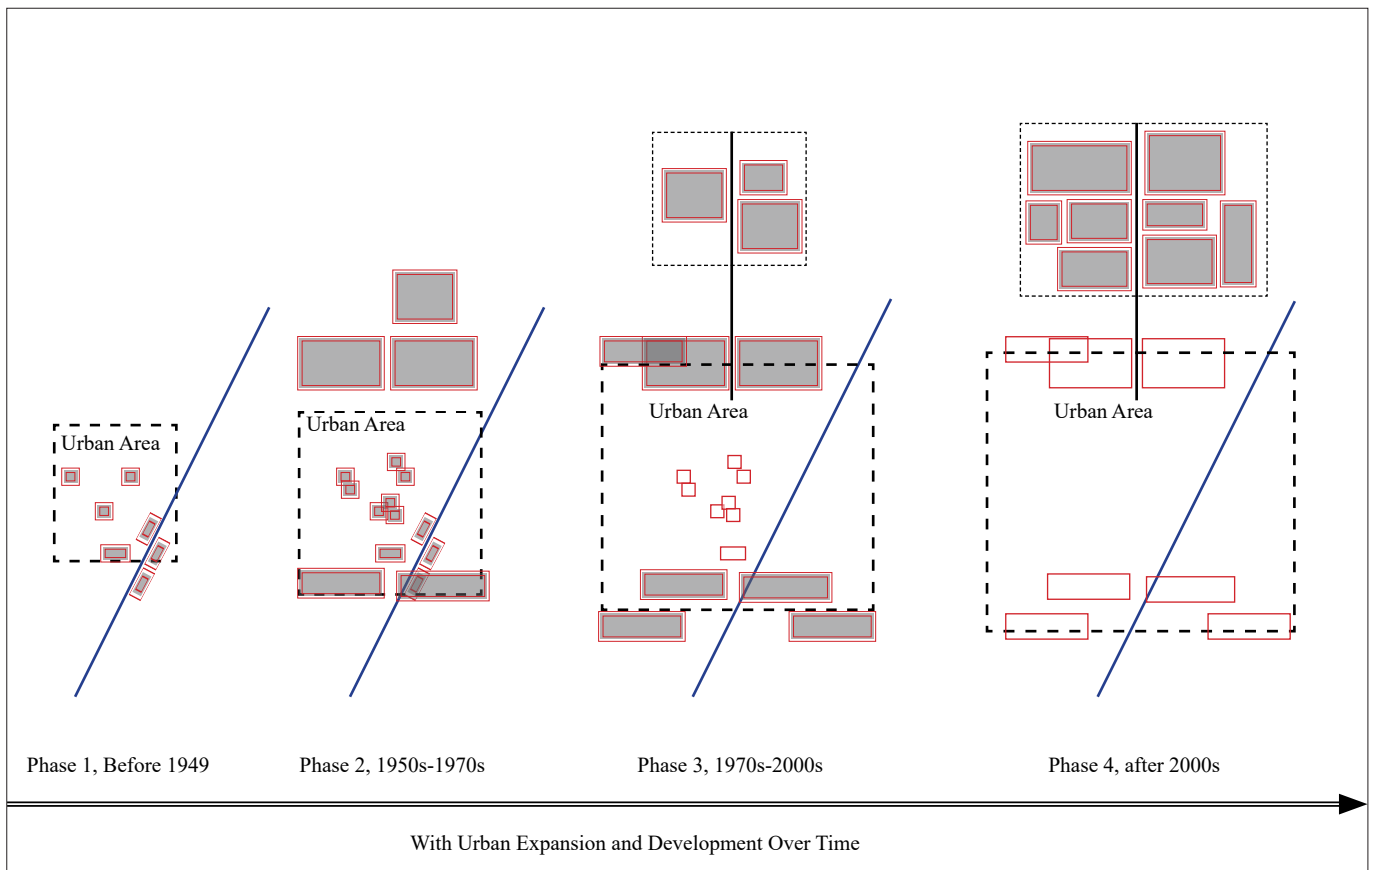 Urban Area
Urban Area
Urban Area
Urban Area
Phase 1, Before 1949
Phase 2, 1950s-1970s
Phase 3, 1970s-2000s
Phase 4, after 2000s
With Urban Expansion and Development Over Time